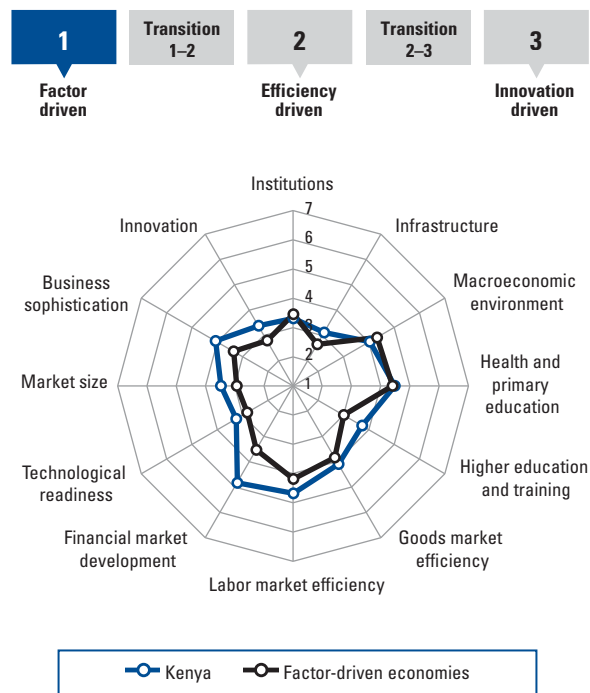 1
Transition
1–2
2
Transition
2–3
3
Factor
driven
Efficiency
driven
Innovation
driven
Institutions
7
6
5
4
3
2
1
Infrastructure
Macroeconomic
environment
Health and
primary
education
Higher education
and training
Goods market
efficiency
Labor market efficiency
Financial market
development
Technological
readiness
Market size
Business
sophistication
Innovation
Kenya
Factor-driven economies